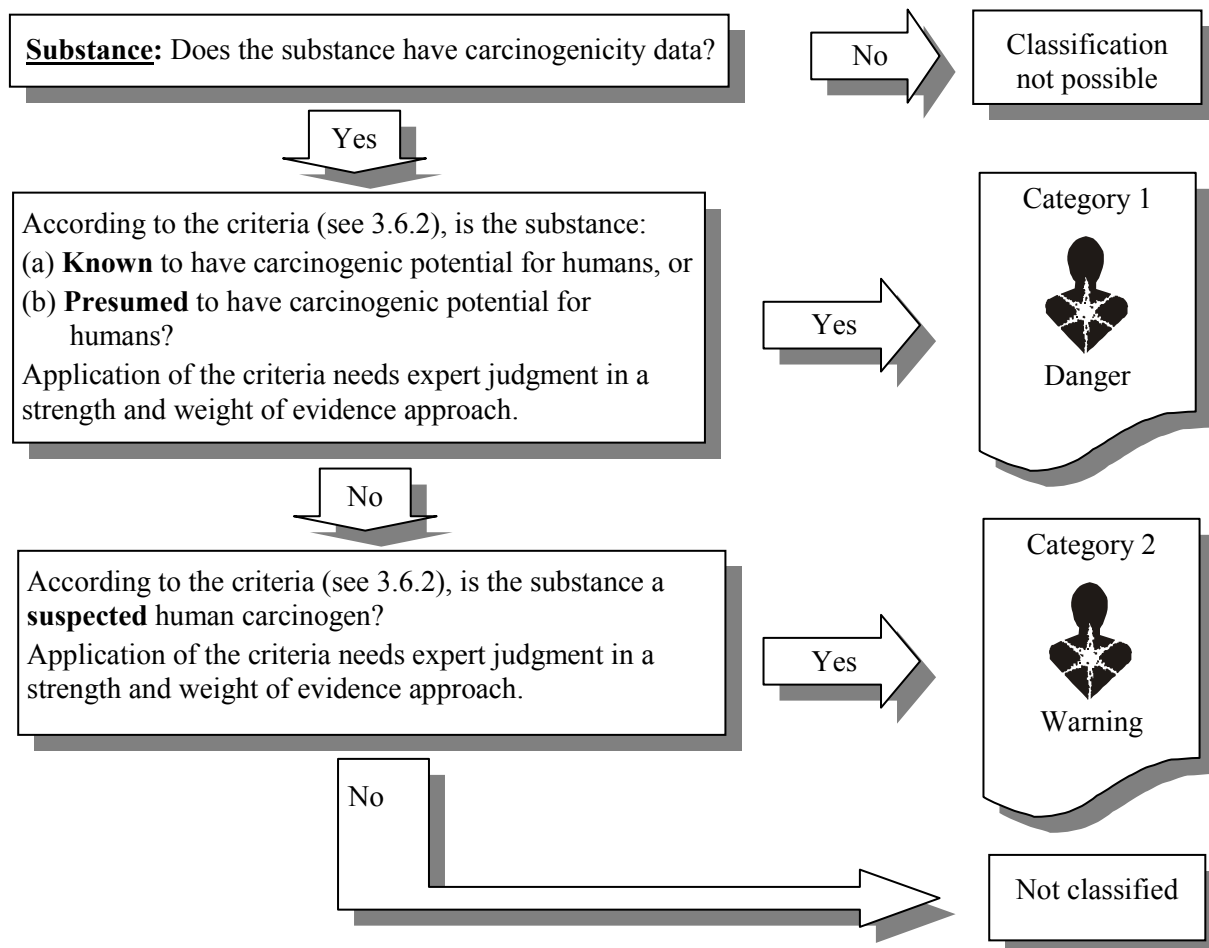 Substance: Does the substance have carcinogenicity data?
No
Classification
not possible
Yes
According to the criteria (see 3.6.2), is the substance:
(a) Known to have carcinogenic potential for humans, or
(b) Presumed to have carcinogenic potential for
humans?
Application of the criteria needs expert judgment in a
strength and weight of evidence approach.
Yes
Category 1
Danger
No
According to the criteria (see 3.6.2), is the substance a
suspected human carcinogen?
Application of the criteria needs expert judgment in a
strength and weight of evidence approach.
Yes
Category 2
Warning
No
Not classified